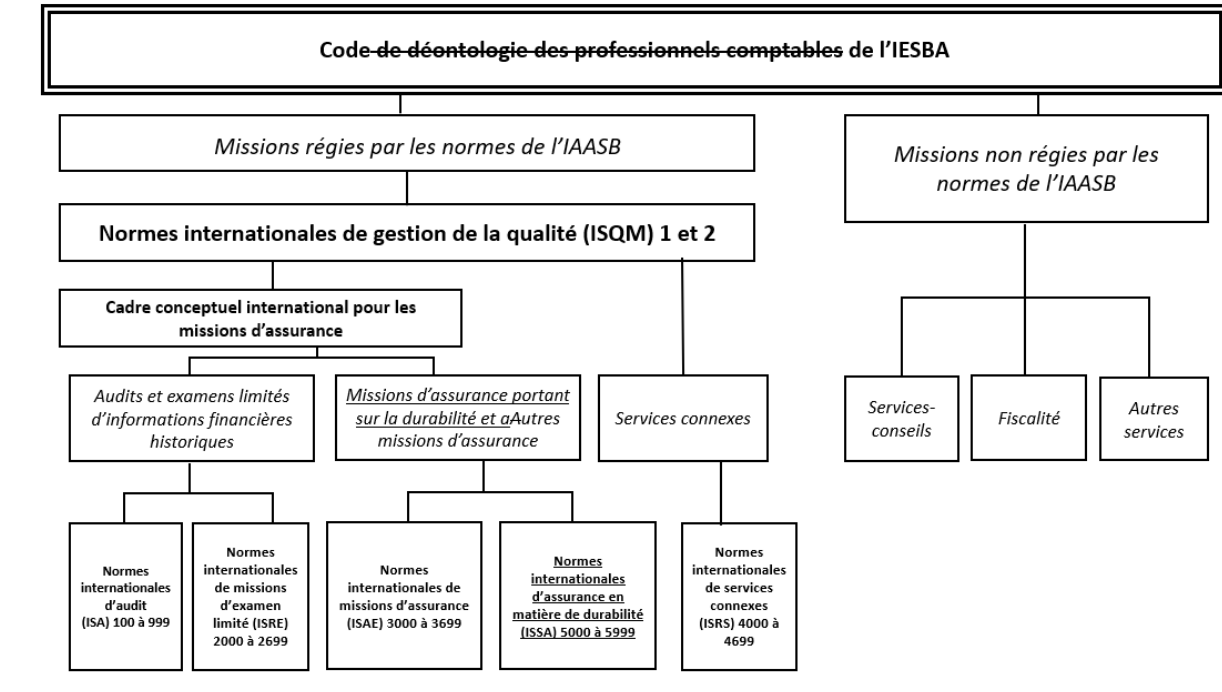 Code de déontologie des professionnels comptables de l’IESBA
Missions régies par les normes de l’IAASB
Missions non régies par les
normes de l’IAASB
Normes internationales de gestion de la qualité (ISQM) 1 et 2
Cadre conceptuel international pour les
missions d’assurance
Audits et examens limités
d’informations financières
historiques
Missions d’assurance portant
sur la durabilité et aAutres
missions d’assurance
Services connexes
Services-
conseils
Fiscalité
Autres
services
Normes
internationales
d’audit
(ISA) 100 à 999
Normes
internationales
de missions
d’examen
limité (ISRE)
2000 à 2699
Normes
internationales de
missions d’assurance
(ISAE) 3000 à 3699
Normes
internationales
d’assurance en
matière de durabilité
(ISSA) 5000 à 5999
Normes
internationales
de services
connexes
(ISRS) 4000 à
4699